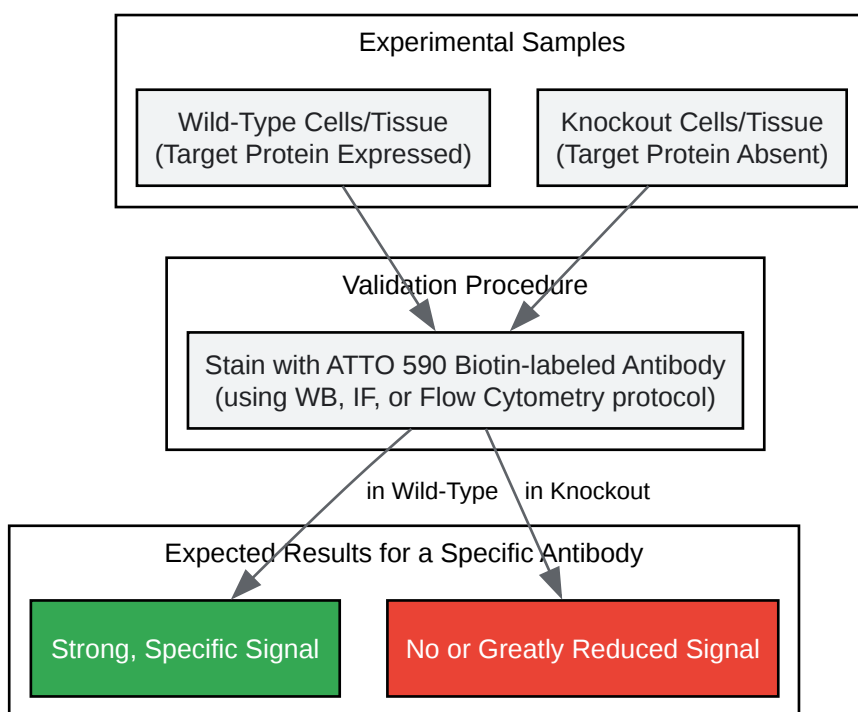 Experimental Samples
Wild-Type Cells/Tissue
(Target Protein Expressed)
Knockout Cells/Tissue
(Target Protein Absent)
Validation Procedure
Stain with ATTO 590 Biotin-labeled Antibody
(using WB, IF, or Flow Cytometry protocol)
in Wild-Type
in Knockout
Expected Results for a Specific Antibody
Strong, Specific Signal
No or Greatly Reduced Signal